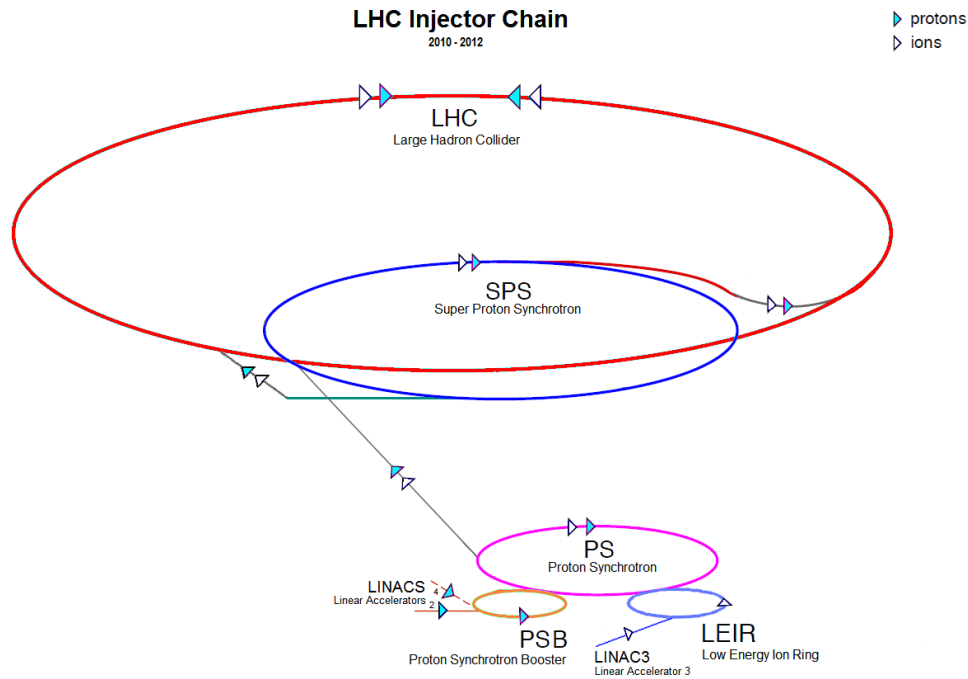 LHC Injector Chain
2010 - 2012
protons
ions
LHC
Large Hadron Collider
SPS
Super Proton Synchrotron
PS
Proton Synchrotron
LINACS
Linear Accelerators
4
2
PSB
Proton Synchrotron Booster
LINAC3
Linear Accelerator 3
LEIR
Low Energy Ion Ring